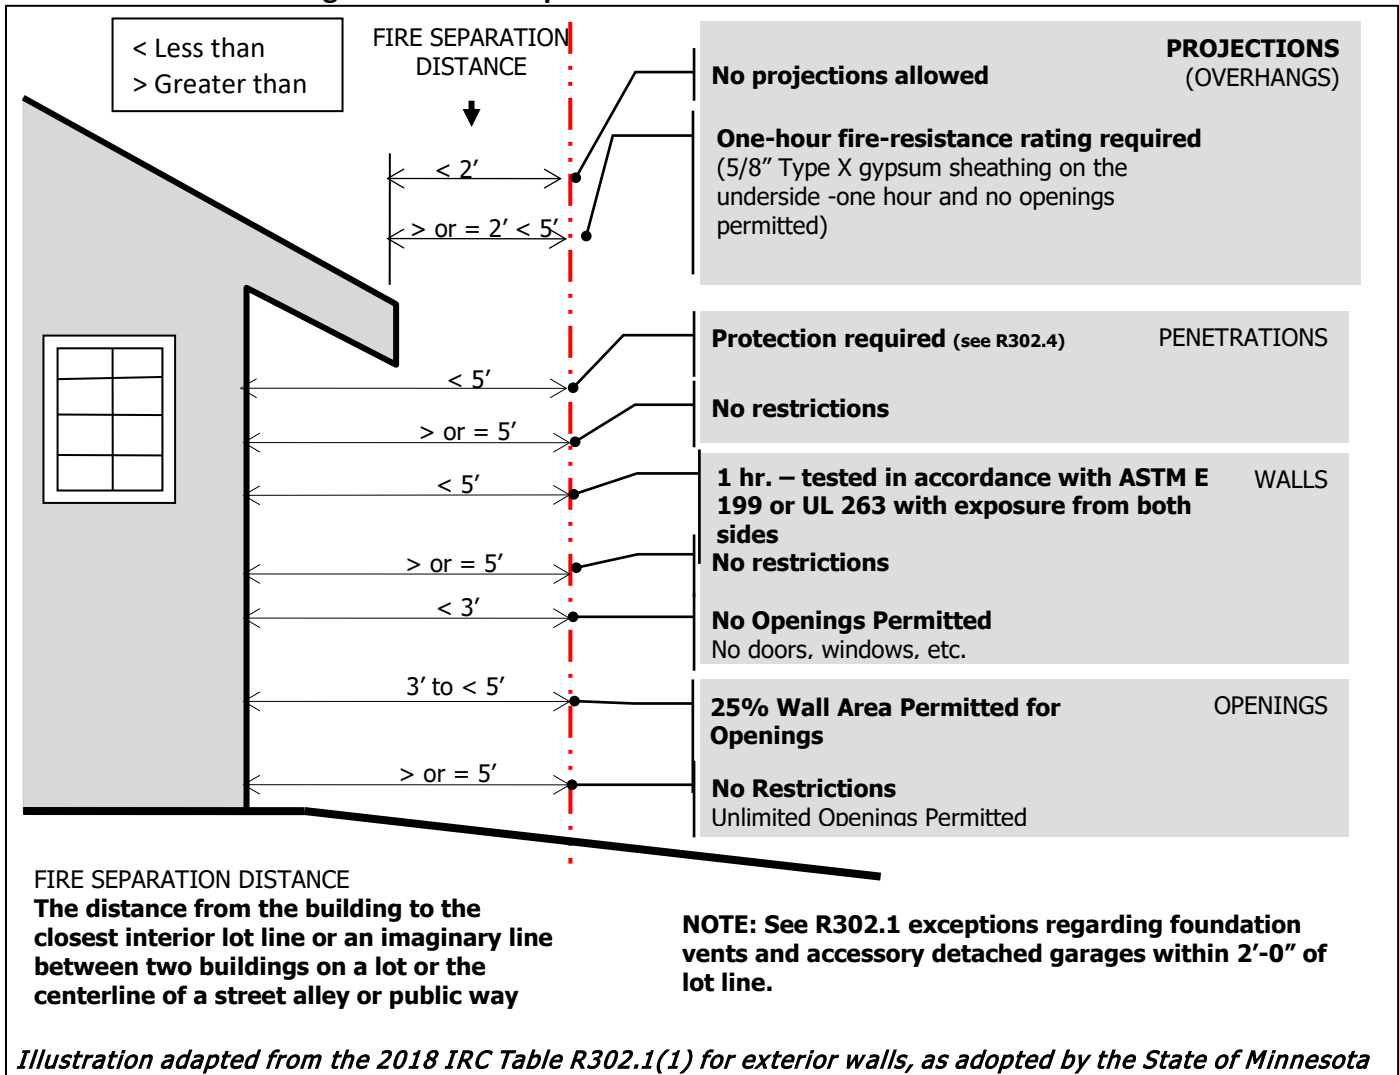 < Less than
> Greater than
FIRE SEPARATION
DISTANCE
< 2’
> or = 2’ < 5’
PROJECTIONS
(OVERHANGS)
No projections allowed
One-hour fire-resistance rating required
(5/8” Type X gypsum sheathing on the
underside -one hour and no openings
permitted)
< 5’
Protection required (see R302.4)
PENETRATIONS
> or = 5’
No restrictions
< 5’
1 hr. – tested in accordance with ASTM E
199 or UL 263 with exposure from both
sides
WALLS
> or = 5’
No restrictions
< 3’
No Openings Permitted
No doors, windows, etc.
3’ to < 5’
25% Wall Area Permitted for
Openings
OPENINGS
> or = 5’
No Restrictions
Unlimited Openings Permitted
FIRE SEPARATION DISTANCE
The distance from the building to the
closest interior lot line or an imaginary line
between two buildings on a lot or the
centerline of a street alley or public way
NOTE: See R302.1 exceptions regarding foundation
vents and accessory detached garages within 2’-0” of
lot line.
Illustration adapted from the 2018 IRC Table R302.1(1) for exterior walls, as adopted by the State of Minnesota